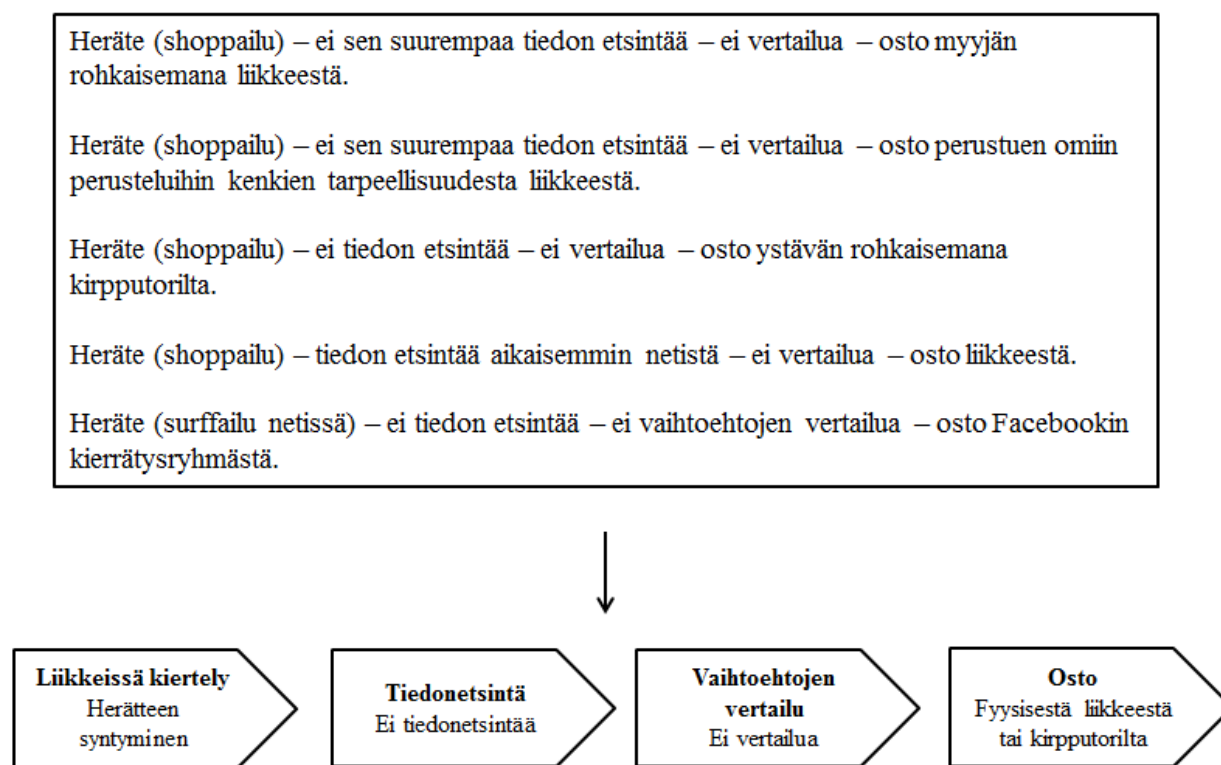 Heräte (shoppailu) – ei sen suurempaa tiedon etsintää – ei vertailua – osto myyjän
rohkaisemana liikkeestä.
Heräte (shoppailu) – ei sen suurempaa tiedon etsintää – ei vertailua – osto perustuen omiin
perusteluihin kenkien tarpeellisuudesta liikkeestä.
Heräte (shoppailu) – ei tiedon etsintää – ei vertailua – osto ystävän rohkaisemana
kirpputorilta.
Heräte (shoppailu) – tiedon etsintää aikaisemmin netistä – ei vertailua – osto liikkeestä.
Heräte (surffailu netissä) – ei tiedon etsintää – ei vaihtoehtojen vertailua – osto Facebookin
kierrätysryhmästä.
Liikkeissä kiertely
Herätteen
syntyminen
Tiedonetsintä
Ei tiedonetsintää
Vaihtoehtojen
vertailu
Ei vertailua
Osto
Fyysisestä liikkeestä
tai kirpputorilta